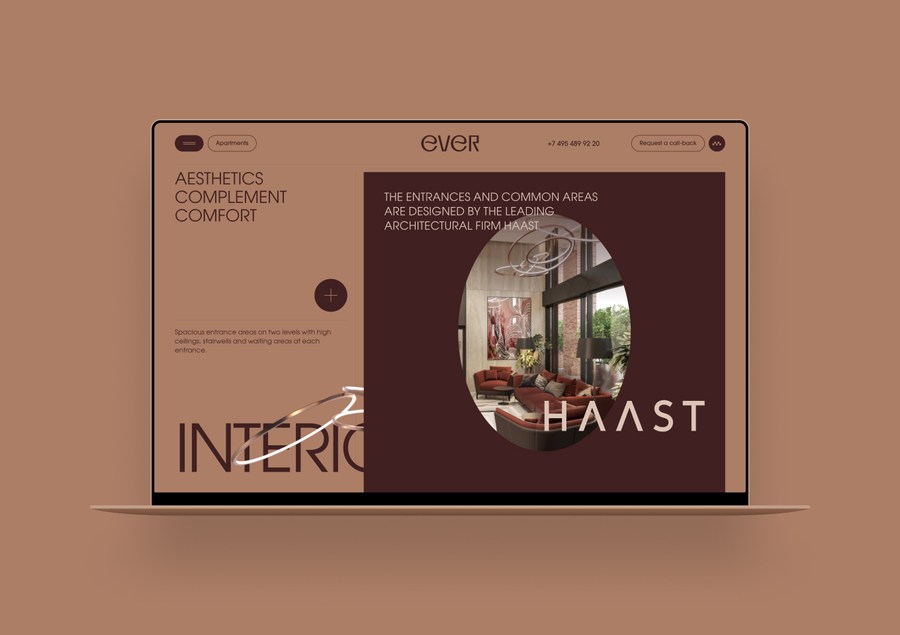 Apartments
ever
+7 495 489 92 20
Request a call-back
AESTHETICS
COMPLEMENT
COMFORT
Spacious entrance areas on two levels with high
ceilings, stairwells and waiting areas at each
entrance.
INTERIO
THE ENTRANCES AND COMMON AREAS
ARE DESIGNED BY THE LEADING
ARCHITECTURAL FIRM HAAST
HAAST